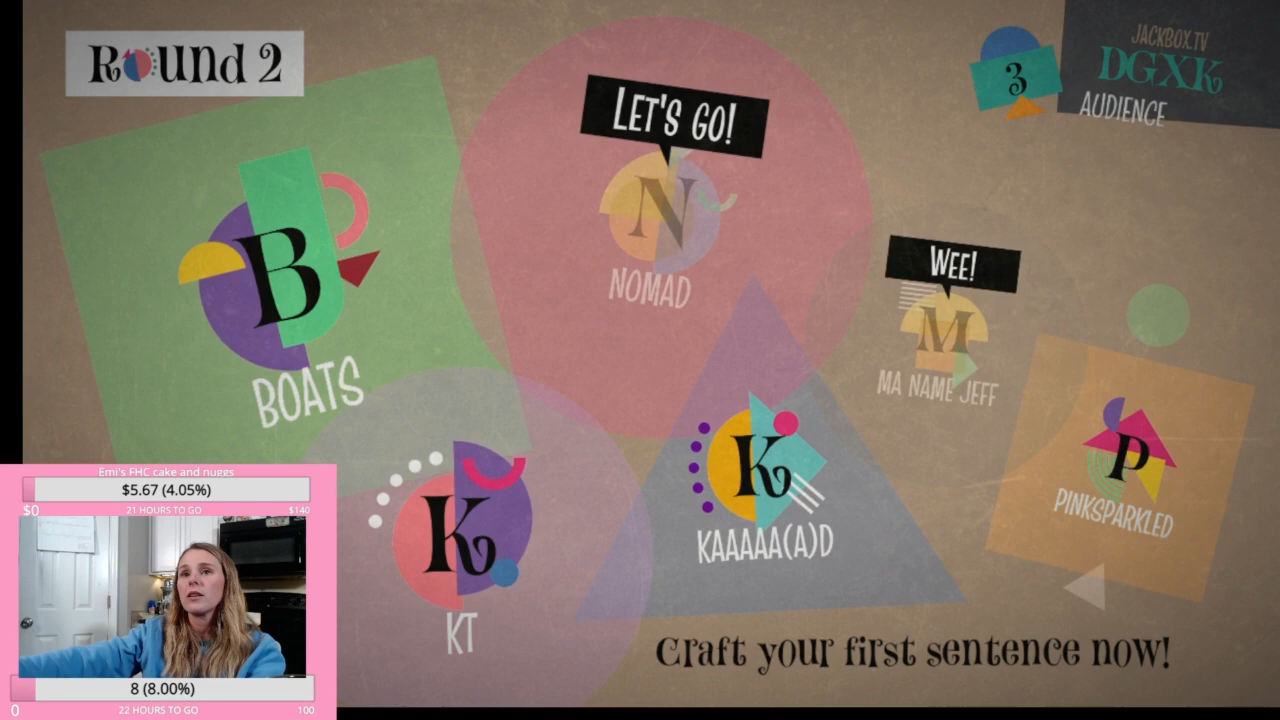 Round 2
JACKBOX.TV
DGXK
3
AUDIENCE
LET'S GO!
N
NOMAD
B
BOATS
WEE!
M
MA NAME JEFF
P
PINKSPARKLED
K
KAAAAA(A)D
K
KT
Craft your first sentence now!
Emi's FHC cake and nuggs
$5.67 (4.05%)
$0 21 HOURS TO GO $140
8 (8.00%)
0 22 HOURS TO GO 100